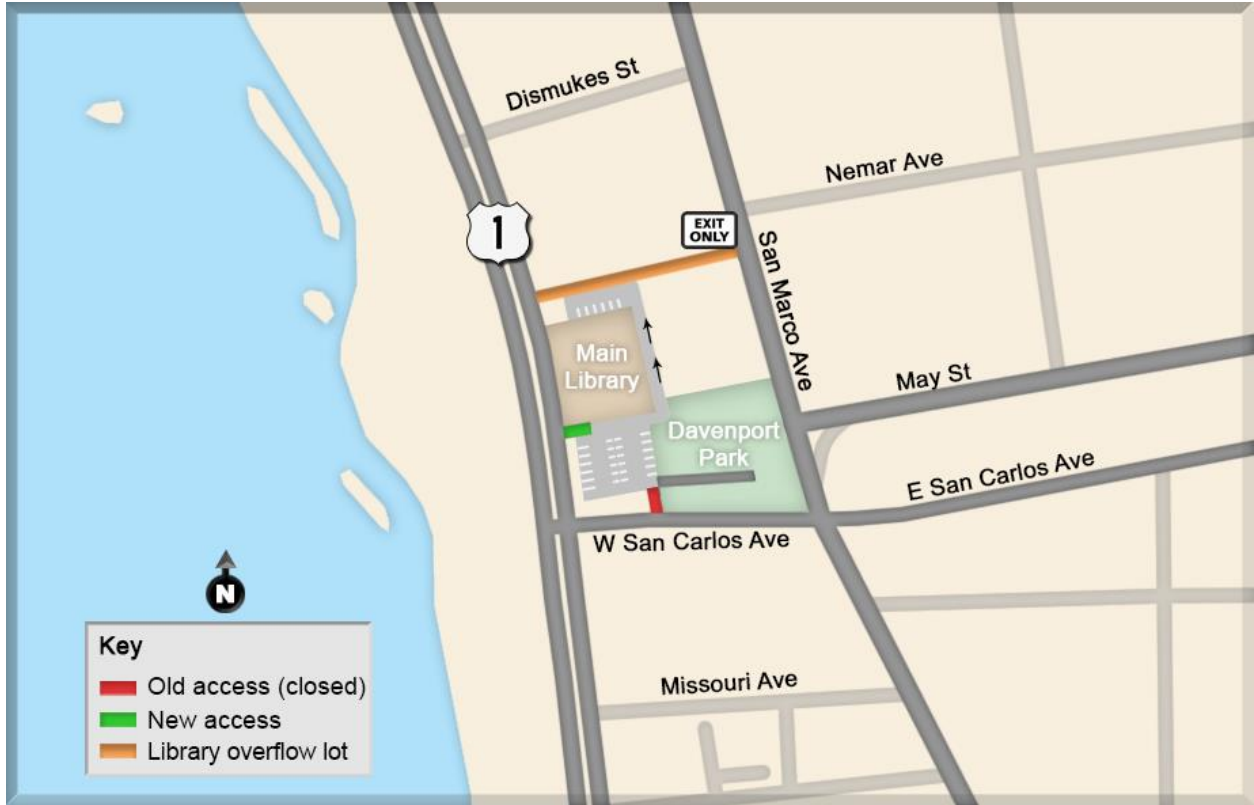 Dismukes St
Nemar Ave
1
EXIT
ONLY
San Marco Ave
Main
Library
May St
Davenport
Park
E San Carlos Ave
W San Carlos Ave
N
Key
Old access (closed)
New access
Library overflow lot
Missouri Ave